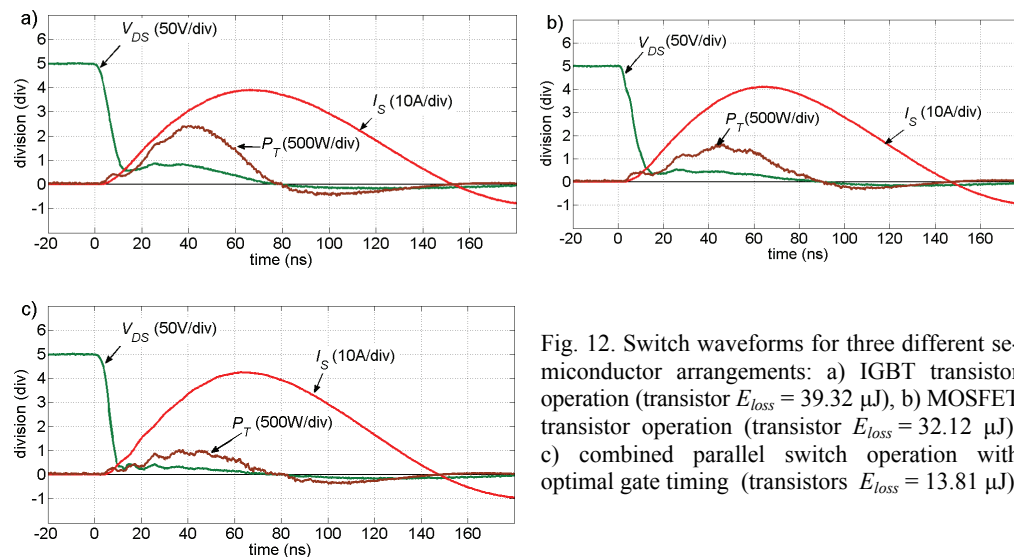 a)
V_DS (50V/div)
I_S (10A/div)
P_T (500W/div)
division (div)
6
5
4
3
2
1
0
-1
-20 0 20 40 60 80 100 120 140 160
time (ns)
b)
V_DS (50V/div)
P_T (500W/div)
I_S (10A/div)
division (div)
6
5
4
3
2
1
0
-1
-20 0 20 40 60 80 100 120 140 160
time (ns)
c)
V_DS (50V/div)
I_S (10A/div)
P_T (500W/div)
division (div)
6
5
4
3
2
1
0
-1
-20 0 20 40 60 80 100 120 140 160
time (ns)
Fig. 12. Switch waveforms for three different se-
miconductor arrangements: a) IGBT transistor
operation (transistor E_loss = 39.32 µJ), b) MOSFET
transistor operation (transistor E_loss = 32.12 µJ)
c) combined parallel switch operation with
optimal gate timing (transistors E_loss = 13.81 µJ)